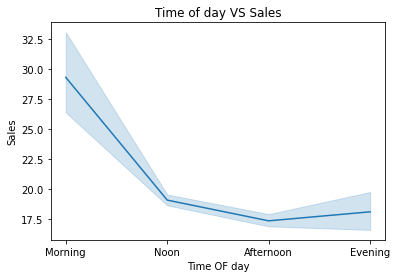 Time of day VS Sales
32.5
30.0
27.5
25.0
22.5
20.0
17.5
Sales
Morning Noon Afternoon Evening
Time OF day